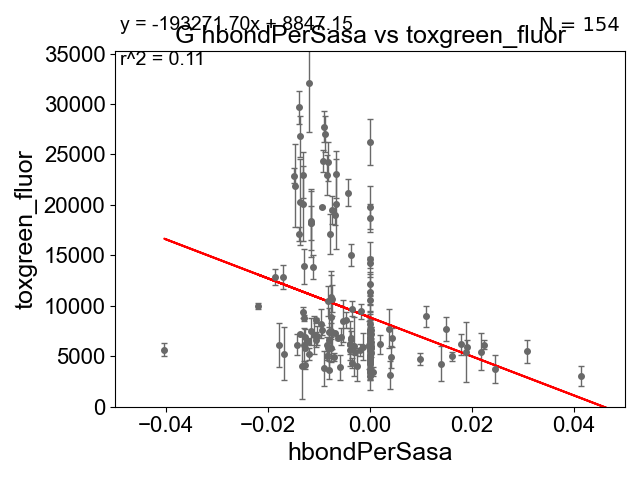 y = -193271.70x + 8847.15
N = 154
G hbondPerSasa vs toxgreen_fluor
r^2 = 0.11
35000
30000
25000
20000
15000
10000
5000
0
toxgreen_fluor
−0.04
−0.02
0.00
0.02
0.04
hbondPerSasa